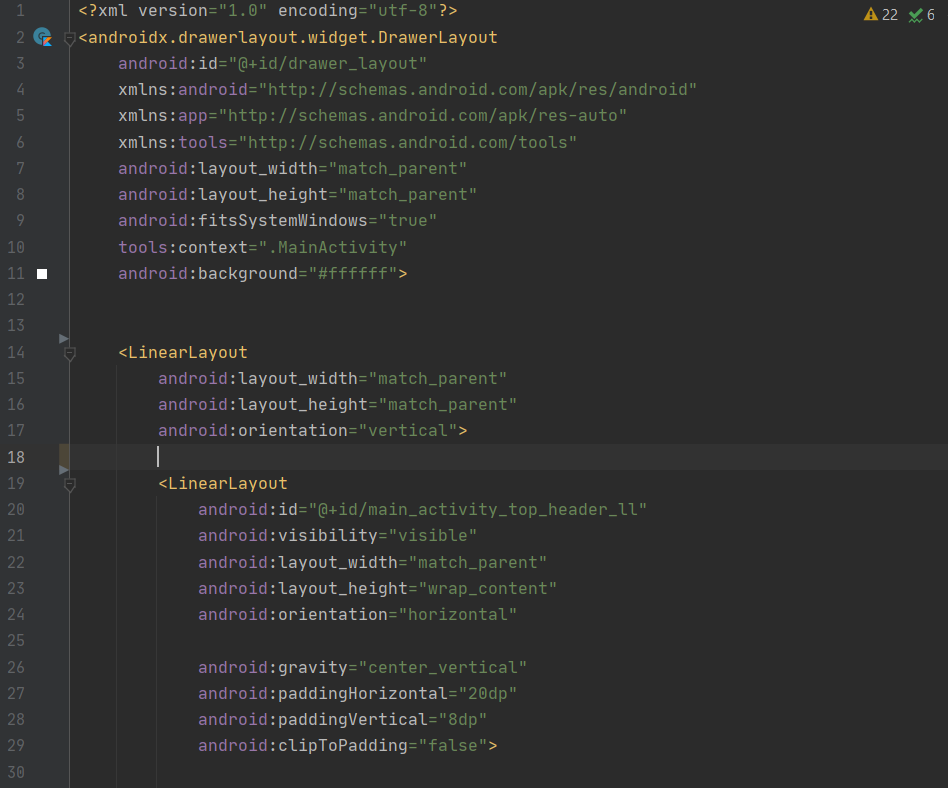 1 <?xml version="1.0" encoding="utf-8"?>
22 6
2 <androidx.drawerlayout.widget.DrawerLayout
3 android:id="@+id/drawer_layout"
4 xmlns:android="http://schemas.android.com/apk/res/android"
5 xmlns:app="http://schemas.android.com/apk/res-auto"
6 xmlns:tools="http://schemas.android.com/tools"
7 android:layout_width="match_parent"
8 android:layout_height="match_parent"
9 android:fitsSystemWindows="true"
10 tools:context=".MainActivity"
11 android:background="#ffffff">
12
13
14 <LinearLayout
15 android:layout_width="match_parent"
16 android:layout_height="match_parent"
17 android:orientation="vertical">
18
19 <LinearLayout
20 android:id="@+id/main_activity_top_header_ll"
21 android:visibility="visible"
22 android:layout_width="match_parent"
23 android:layout_height="wrap_content"
24 android:orientation="horizontal"
25
26 android:gravity="center_vertical"
27 android:paddingHorizontal="20dp"
28 android:paddingVertical="8dp"
29 android:clipToPadding="false">
30